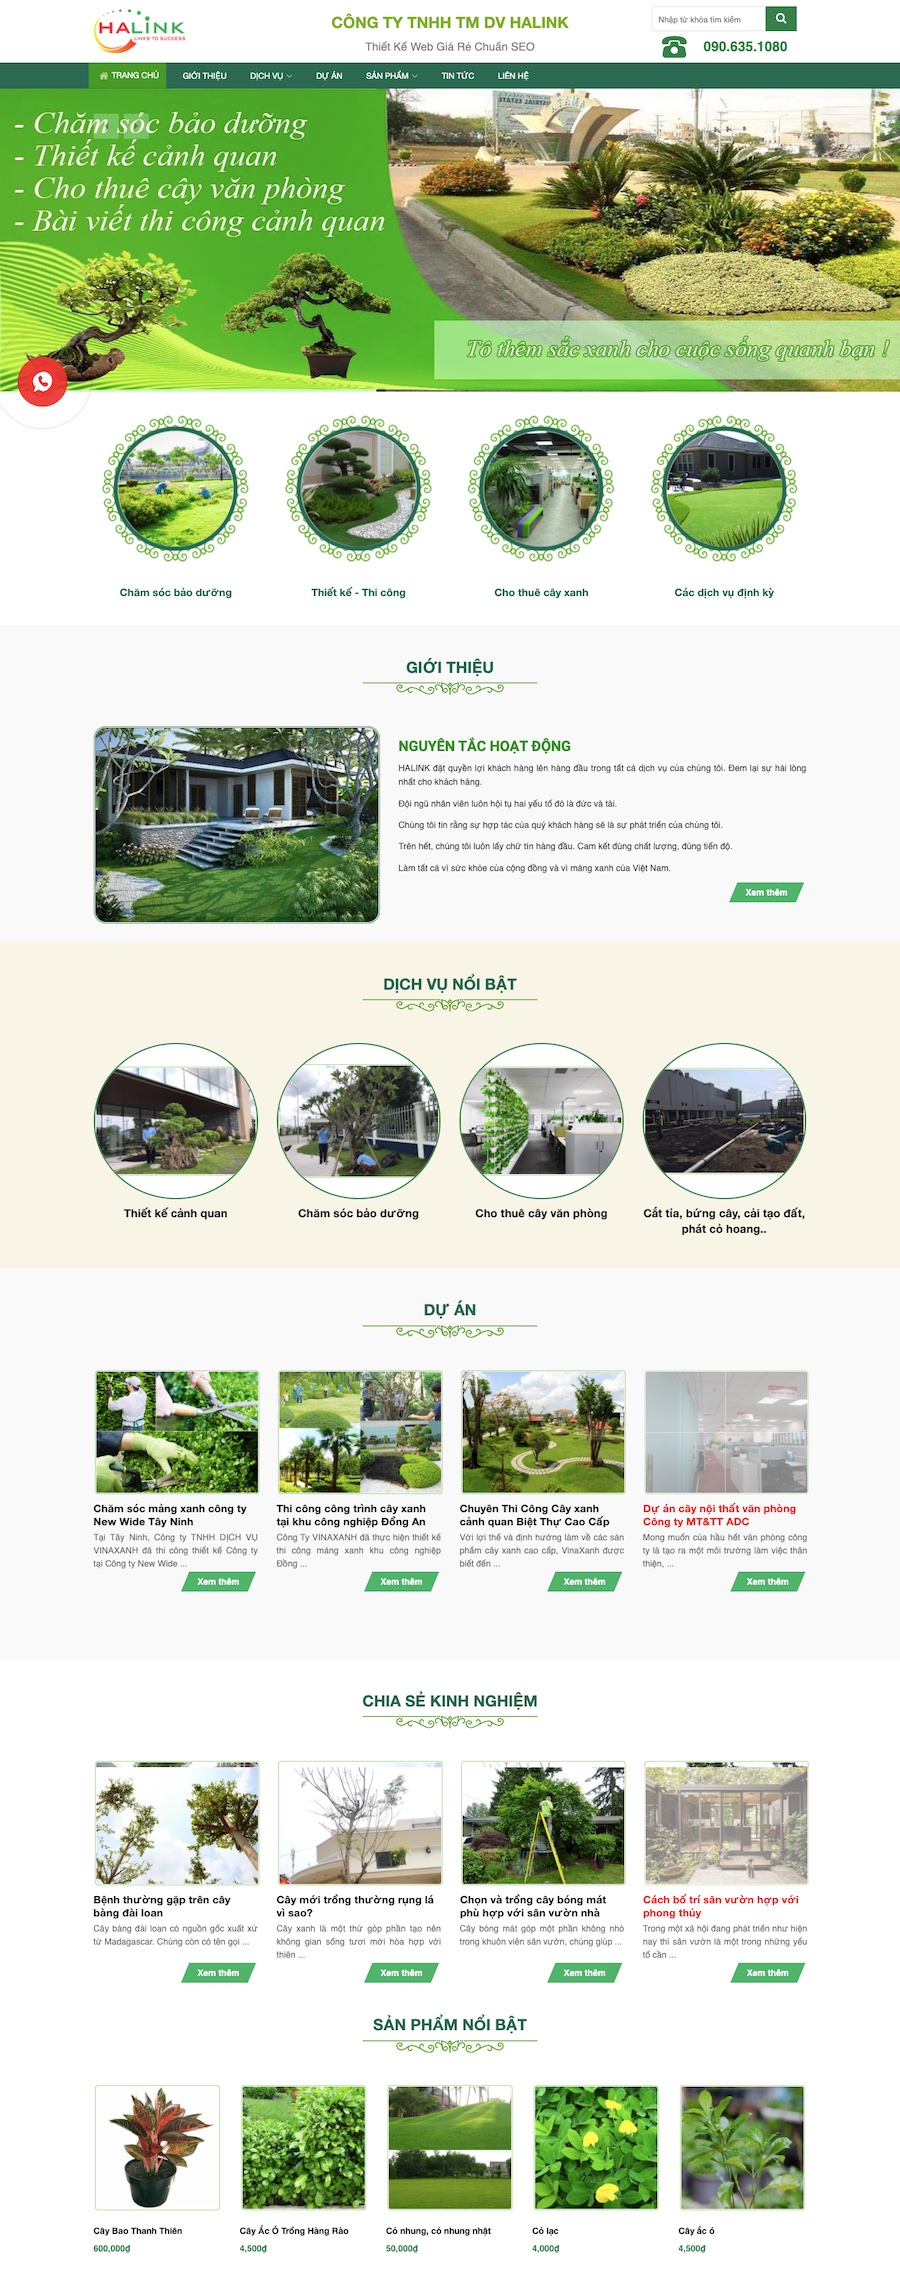 HALINK
LINKS TO SUCCESS
CÔNG TY TNHH TM DV HALINK
Thiết Kế Web Giá Rẻ Chuẩn SEO
Nhập từ khóa tìm kiếm
090.635.1080
TRANG CHỦ GIỚI THIỆU DỊCH VỤ DỰ ÁN SẢN PHẨM TIN TỨC LIÊN HỆ
- Chăm sóc bảo dưỡng
- Thiết kế cảnh quan
- Cho thuê cây văn phòng
- Bài viết thi công cảnh quan
Tô thêm sắc xanh cho cuộc sống quanh bạn !
Chăm sóc bảo dưỡng Thiết kế - Thi công Cho thuê cây xanh Các dịch vụ định kỳ
GIỚI THIỆU
NGUYÊN TẮC HOẠT ĐỘNG
HALINK đặt quyền lợi khách hàng lên hàng đầu trong tất cả dịch vụ của chúng tôi. Đem lại sự hài lòng
nhất cho khách hàng.
Đội ngũ nhân viên luôn hội tụ hai yếu tố đó là đức và tài.
Chúng tôi tin rằng sự hợp tác của quý khách hàng sẽ là sự phát triển của chúng tôi.
Trên hết, chúng tôi luôn lấy chữ tín hàng đầu. Cam kết đúng chất lượng, đúng tiến độ.
Làm tất cả vì sức khỏe của cộng đồng và vì mảng xanh của Việt Nam.
Xem thêm
DỊCH VỤ NỔI BẬT
Thiết kế cảnh quan
Chăm sóc bảo dưỡng
Cho thuê cây văn phòng
Cắt tỉa, bứng cây, cải tạo đất,
phát cỏ hoang..
DỰ ÁN
Chăm sóc mảng xanh công ty
New Wide Tây Ninh
Tại Tây Ninh, Công ty TNHH DỊCH VỤ
VINAXANH đã thi công thiết kế Công ty
tại Công ty New Wide ...
Xem thêm
Thi công công trình cây xanh
tại khu công nghiệp Đồng An
Công Ty VINAXANH đã thực hiện thiết kế
thi công mảng xanh khu công nghiệp
Đồng ...
Xem thêm
Chuyên Thi Công Cây xanh
cảnh quan Biệt Thự Cao Cấp
Với lợi thế và định hướng làm về các sản
phẩm cây xanh cao cấp, VinaXanh được
biết đến ...
Xem thêm
Dự án cây nội thất văn phòng
Công ty MT&TT ADC
Mong muốn của hầu hết văn phòng công
ty là tạo ra một môi trường làm việc thân
thiện, ...
Xem thêm
CHIA SẺ KINH NGHIỆM
Bệnh thường gặp trên cây
bàng đài loan
Cây bàng đài loan có nguồn gốc xuất xứ
từ Madagascar. Chúng còn có tên gọi ...
Xem thêm
Cây mới trồng thường rụng lá
vì sao?
Cây xanh là một thứ góp phần tạo nên
không gian sống tươi mới hòa hợp với
thiên ...
Xem thêm
Chọn và trồng cây bóng mát
phù hợp với sân vườn nhà
Cây bóng mát góp một phần không nhỏ
trong khuôn viên sân vườn, chúng giúp ...
Xem thêm
Cách bố trí sân vườn hợp với
phong thủy
Trong một xã hội đang phát triển như hiện
nay thì sân vườn là một trong những yếu
tố cần ...
Xem thêm
SẢN PHẨM NỔI BẬT
Cây Bao Thanh Thiên
600,000₫
Cây Ắc Ó Trồng Hàng Rào
4,500₫
Cỏ nhung, cỏ nhung nhật
50,000₫
Cỏ lạc
4,000₫
Cây ắc ó
4,500₫